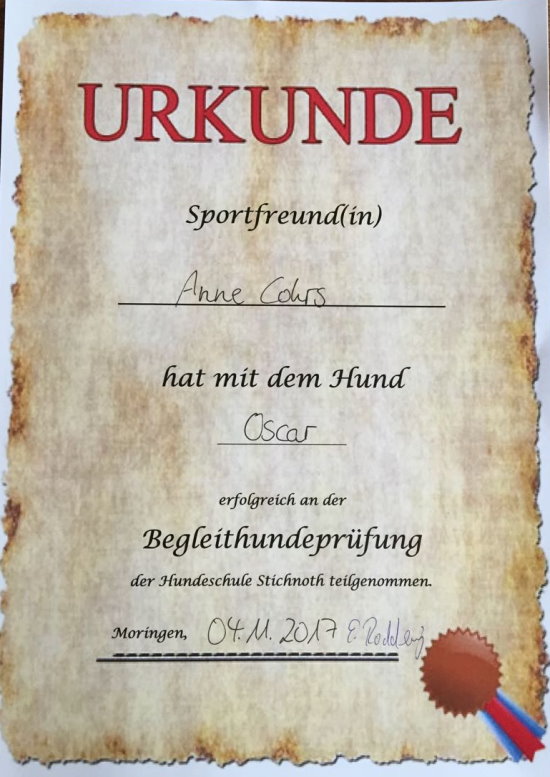 URKUNDE
Sportfreund(in)
Anne Cohrs
hat mit dem Hund
Oscar
erfolgreich an der
Begleithundeprüfung
der Hundeschule Stichnoth teilgenommen.
Moringen, 04.11.2017 E.